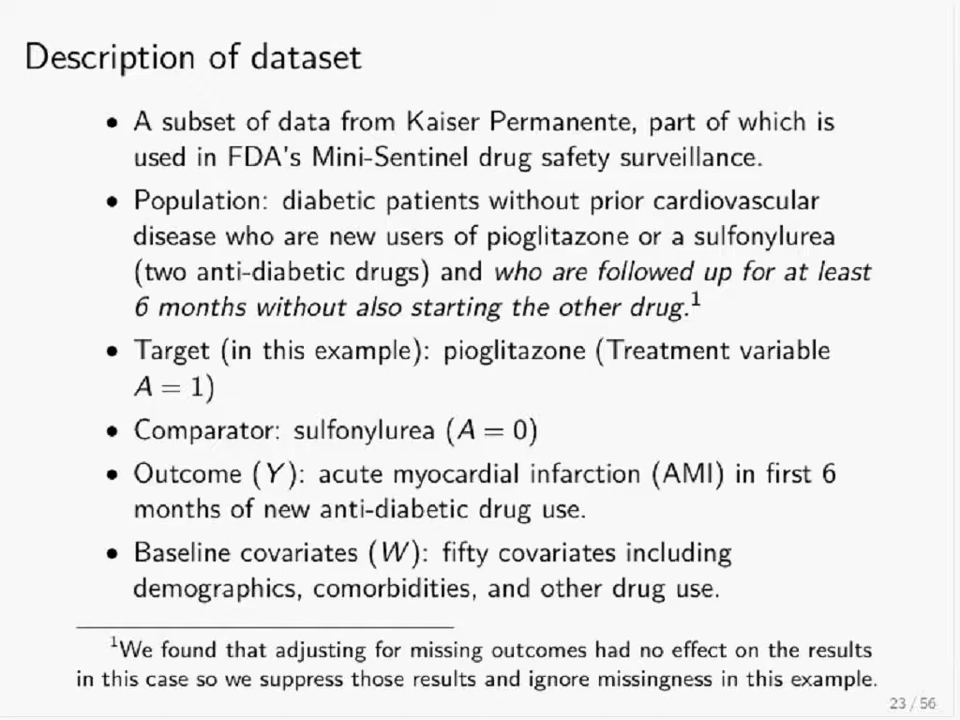 Description of dataset
• A subset of data from Kaiser Permanente, part of which is
used in FDA's Mini-Sentinel drug safety surveillance.
• Population: diabetic patients without prior cardiovascular
disease who are new users of pioglitazone or a sulfonylurea
(two anti-diabetic drugs) and who are followed up for at least
6 months without also starting the other drug.¹
• Target (in this example): pioglitazone (Treatment variable
A = 1)
• Comparator: sulfonylurea (A = 0)
• Outcome (Y): acute myocardial infarction (AMI) in first 6
months of new anti-diabetic drug use.
• Baseline covariates (W): fifty covariates including
demographics, comorbidities, and other drug use.
¹We found that adjusting for missing outcomes had no effect on the results
in this case so we suppress those results and ignore missingness in this example.
23 / 56